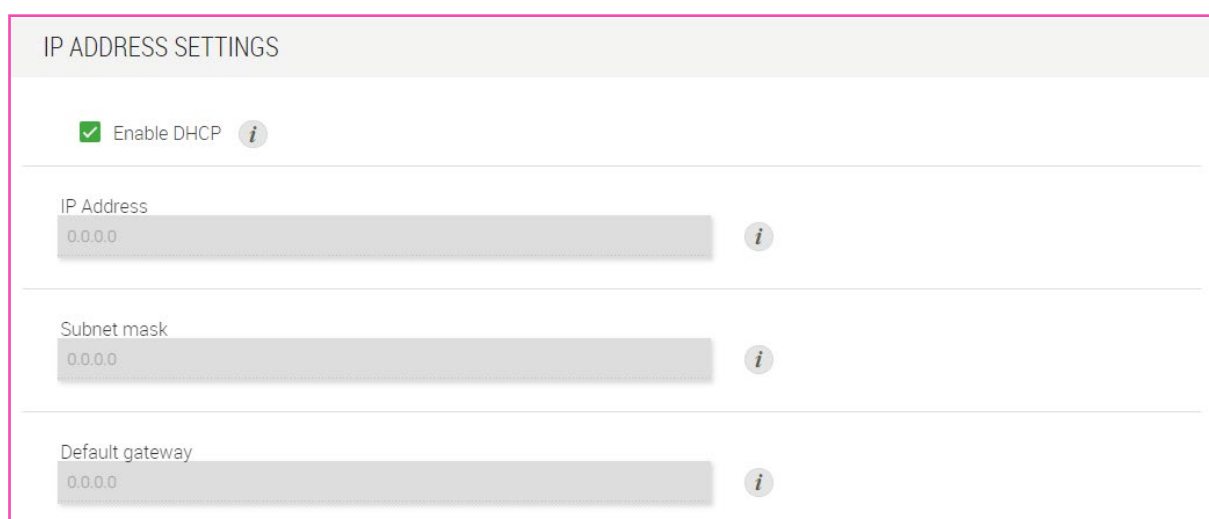 IP ADDRESS SETTINGS
Enable DHCP i
IP Address
0.0.0.0 i
Subnet mask
0.0.0.0 i
Default gateway
0.0.0.0 i